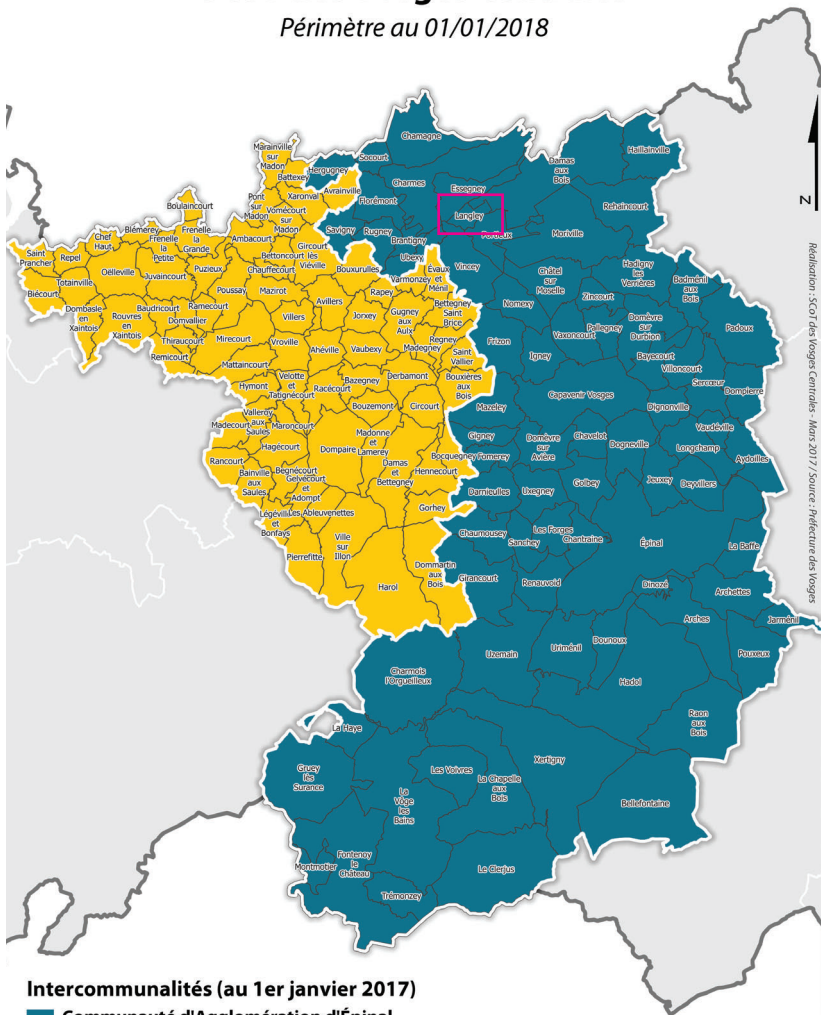 Périmètre au 01/01/2018
Chamagne
Haillainville
Marainville
sur
Madon
Socourt
Damas
aux
Bois
Battexey
Hergugney
Charmes
Essegney
Xaronval
Avrainville
Florémont
Langley
Rehaincourt
Boulaincourt
Pont
sur
Madon
Vomécourt
sur
Madon
Savigny
Rugney
Brantigny
Ubexy
Moriville
Saint
Prancher
Repel
Chef
Haut
Blémerey
Frenelle
la
Petite
Frenelle
la
Grande
Ambacourt
Bettoncourt
Gircourt
lès
Viéville
Bouxurulles
Varmonzey
Évaux
et
Ménil
Vincey
Châtel
sur
Moselle
Hadigny
les
Verrières
Badménil
aux
Bois
Biécourt
Totainville
Oëlleville
Juvaincourt
Puzieux
Chauffecourt
Poussay
Mazirot
Avillers
Rapey
Bettegney
Saint
Brice
Nomexy
Zincourt
Dombasle
en
Xaintois
Rouvres
en
Xaintois
Baudricourt
Domvallier
Ramecourt
Villers
Jorxey
Gugney
aux
Aulx
Regney
Pallegney
Domèvre
sur
Durbion
Padoux
Thiraucourt
Remicourt
Mirecourt
Vroville
Ahéville
Vaubexy
Madegney
Saint
Vallier
Frizon
Igney
Vaxoncourt
Bayecourt
Villoncourt
Sercœur
Dompierre
Mattaincourt
Hymont
Velotte
et
Tatignécourt
Racécourt
Bazegney
Derbamont
Bouxières
aux
Bois
Capavenir Vosges
Dignonville
Valleroy
aux
Saules
Madecourt
Maroncourt
Bouzemont
Circourt
Mazeley
Vaudéville
Hagécourt
Dompaire
Madonne
et
Lamerey
Gigney
Domèvre
sur
Avière
Chavelot
Dogneville
Longchamp
Aydoilles
Rancourt
Bainville
aux
Saules
Bégnécourt
Gelvécourt
et
Adompt
Damas
et
Bettegney
Bocquegney
Hennecourt
Fomerey
Darnieulles
Uxegney
Golbey
Jeuxey
Deyvillers
Légéville
et
Bonfays
Les Ableuvenettes
Gorhey
Ville
sur
Illon
Chaumousey
Sanchey
Les Forges
Chantraine
Épinal
La Baffe
Pierrefitte
Harol
Dommartin
aux
Bois
Girancourt
Renauvoid
Dinozé
Archettes
Arches
Jarménil
Charmois
l'Orgueilleux
Uzemain
Uriménil
Dounoux
Hadol
Pouxeux
Raon
aux
Bois
La Haye
Gruey
lès
Surance
Les Voivres
La
Vôge
les
Bains
La Chapelle
aux
Bois
Xertigny
Bellefontaine
Montmotier
Fontenoy
le
Château
Trémonzey
Le Clerjus
N
Réalisation : SCoT des Vosges Centrales - Mars 2017 / Source : Préfecture des Vosges
Intercommunalités (au 1er janvier 2017)
Communauté d'Agglomération d'Épinal